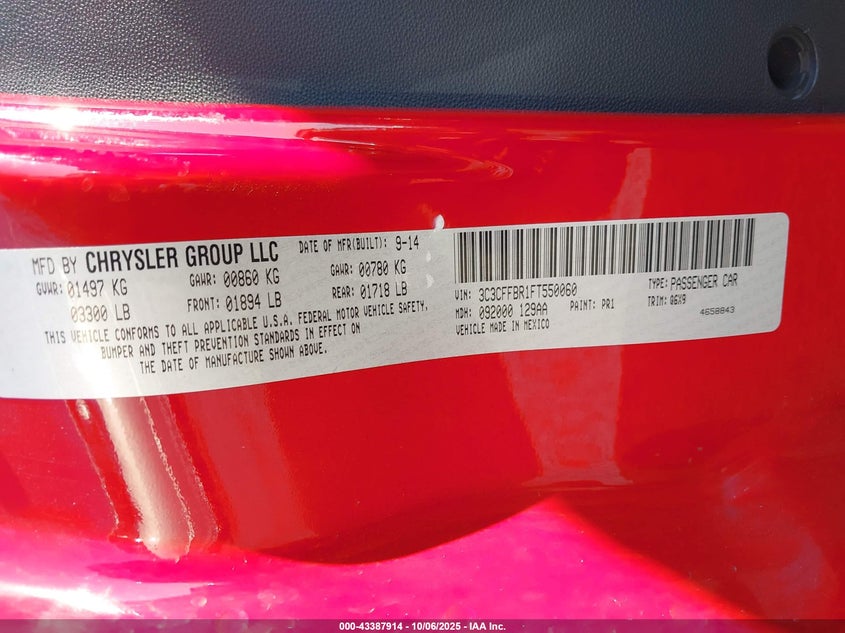 MFD BY CHRYSLER GROUP LLC DATE OF MFR(BUILT): 9-14
GVWR: 01497 KG GAWR: 00860 KG GAWR: 00780 KG
03300 LB FRONT: 01894 LB REAR: 01718 LB
THIS VEHICLE CONFORMS TO ALL APPLICABLE U.S.A. FEDERAL MOTOR VEHICLE SAFETY,
BUMPER AND THEFT PREVENTION STANDARDS IN EFFECT ON
THE DATE OF MANUFACTURE SHOWN ABOVE.
VIN: 3C3CFFBR1FT550060 TYPE: PASSENGER CAR
MDH: 092000 129AA PAINT: PR1 TRIM: G6X9
VEHICLE MADE IN MEXICO 4658843
000-43387914 - 10/06/2025 - IAA Inc.